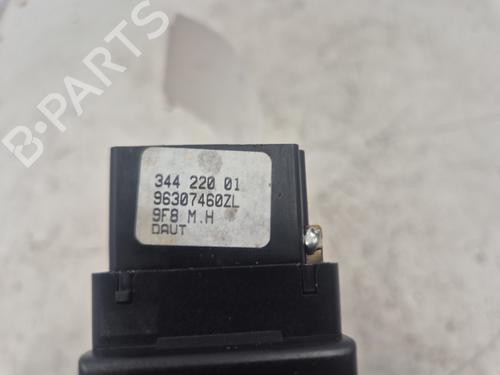 B-PARTS
344 220 01
96307460ZL
9F8 M.H
DAUT